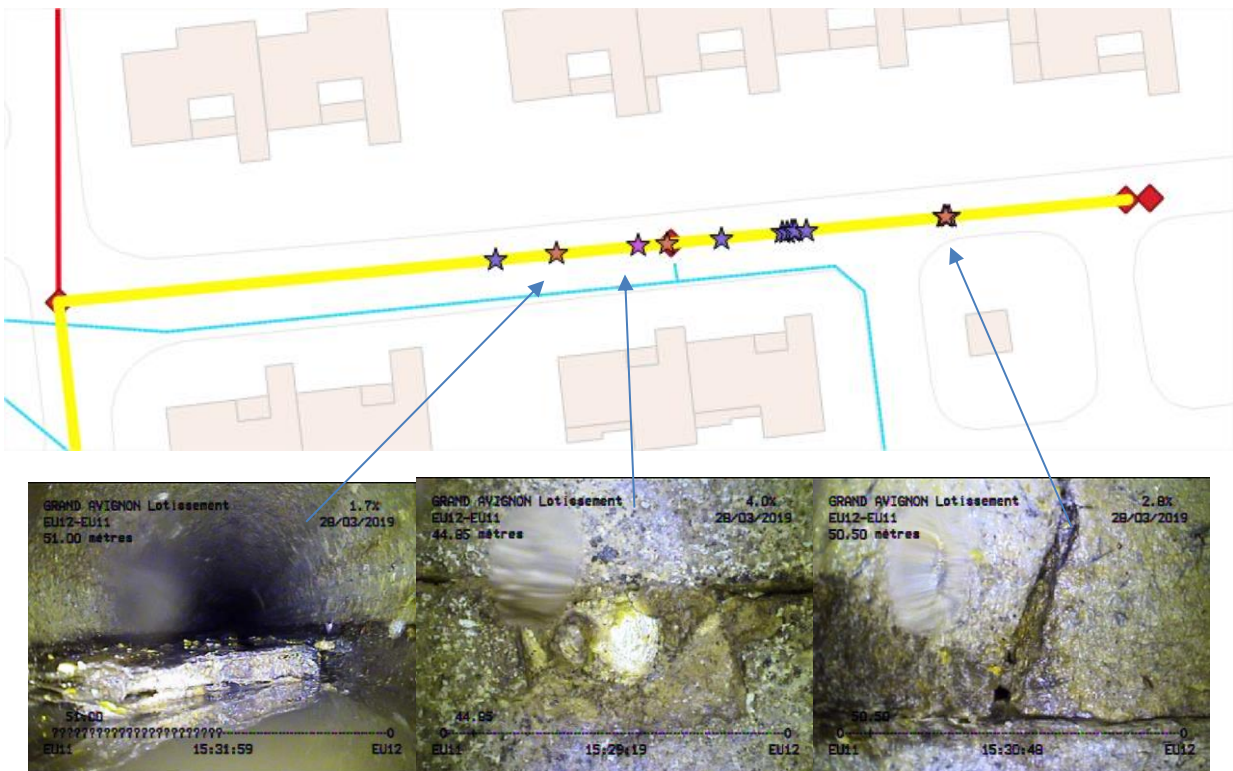 GRAND AVIGNON Lotissement 1.7%
EU12-EU11 28/03/2019
51.00 mètres
51.00
???????????????????????? 0
EU11 15:31:59 EU12
GRAND AVIGNON Lotissement 4.0%
EU12-EU11 28/03/2019
44.85 mètres
44.85
0 0
EU11 15:29:19 EU12
GRAND AVIGNON Lotissement 2.8%
EU12-EU11 28/03/2019
50.50 mètres
50.50
0 0
EU11 15:30:48 EU12